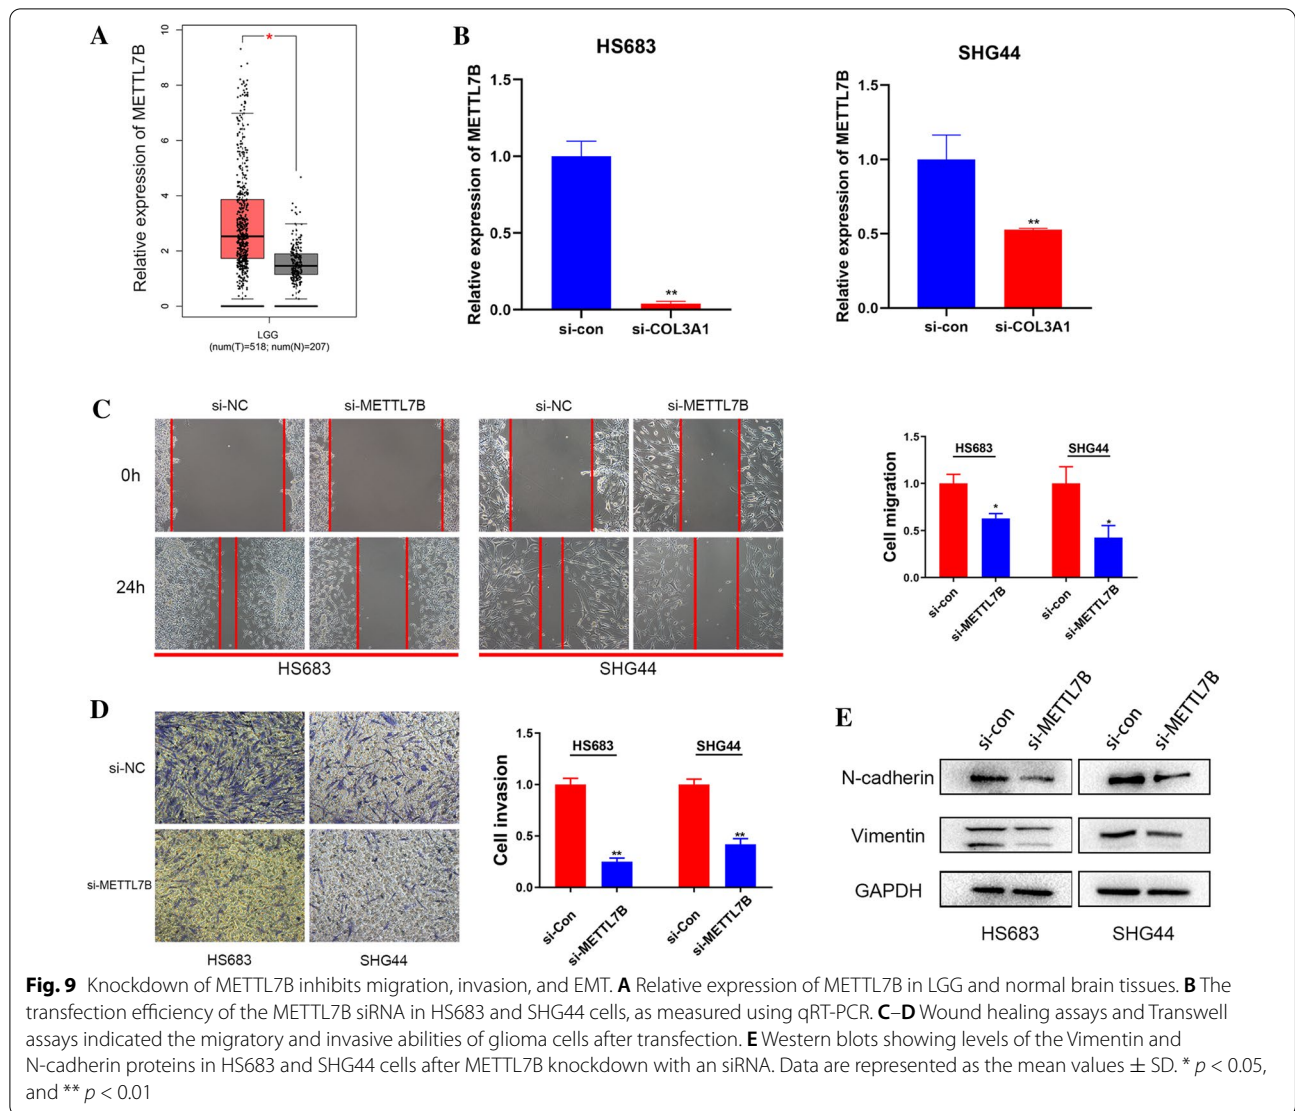 A
Relative expression of METTL7B
10
8
6
4
2
0
*
LGG
(num(T)=518; num(N)=207)
B
HS683
Relative expression of METTL7B
1.5
1.0
0.5
0.0
**
si-con si-COL3A1
SHG44
Relative expression of METTL7B
1.5
1.0
0.5
0.0
**
si-con si-COL3A1
C
si-NC si-METTL7B si-NC si-METTL7B
0h
24h
HS683 SHG44
Cell migration
1.5
1.0
0.5
0.0
HS683 SHG44
* *
si-con si-METTL7B si-con si-METTL7B
D
si-NC
si-METTL7B
HS683 SHG44
Cell invasion
1.5
1.0
0.5
0.0
HS683 SHG44
** **
si-Con si-METTL7B si-Con si-METTL7B
E
si-con si-METTL7B si-con si-METTL7B
N-cadherin
Vimentin
GAPDH
HS683 SHG44
Fig. 9 Knockdown of METTL7B inhibits migration, invasion, and EMT. A Relative expression of METTL7B in LGG and normal brain tissues. B The
transfection efficiency of the METTL7B siRNA in HS683 and SHG44 cells, as measured using qRT-PCR. C–D Wound healing assays and Transwell
assays indicated the migratory and invasive abilities of glioma cells after transfection. E Western blots showing levels of the Vimentin and
N-cadherin proteins in HS683 and SHG44 cells after METTL7B knockdown with an siRNA. Data are represented as the mean values ± SD. * p < 0.05,
and ** p < 0.01